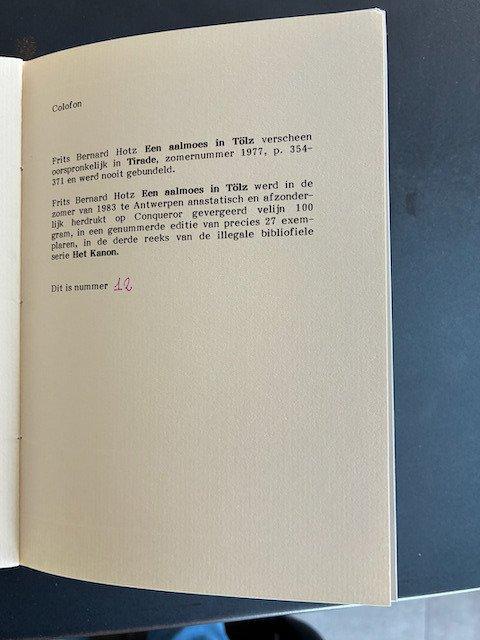 Colofon
Frits Bernard Hotz Een aalmoes in Tölz verscheen
oorspronkelijk in Tirade, zomernummer 1977, p. 354-
371 en werd nooit gebundeld.
Frits Bernard Hotz Een aalmoes in Tölz werd in de
zomer van 1983 te Antwerpen anastatisch en afzonder-
lijk herdrukt op Conqueror gevergeerd velijn 100
gram, in een genummerde editie van precies 27 exem-
plaren, in de derde reeks van de illegale bibliofiele
serie Het Kanon.
Dit is nummer 12